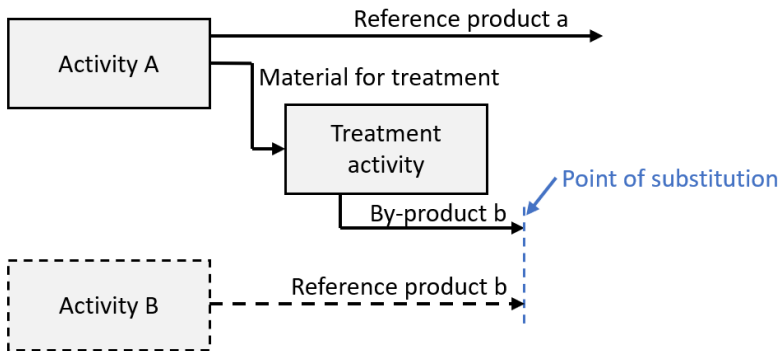 Reference product a
Activity A
Material for treatment
Treatment
activity
Point of substitution
By-product b
Reference product b
Activity B